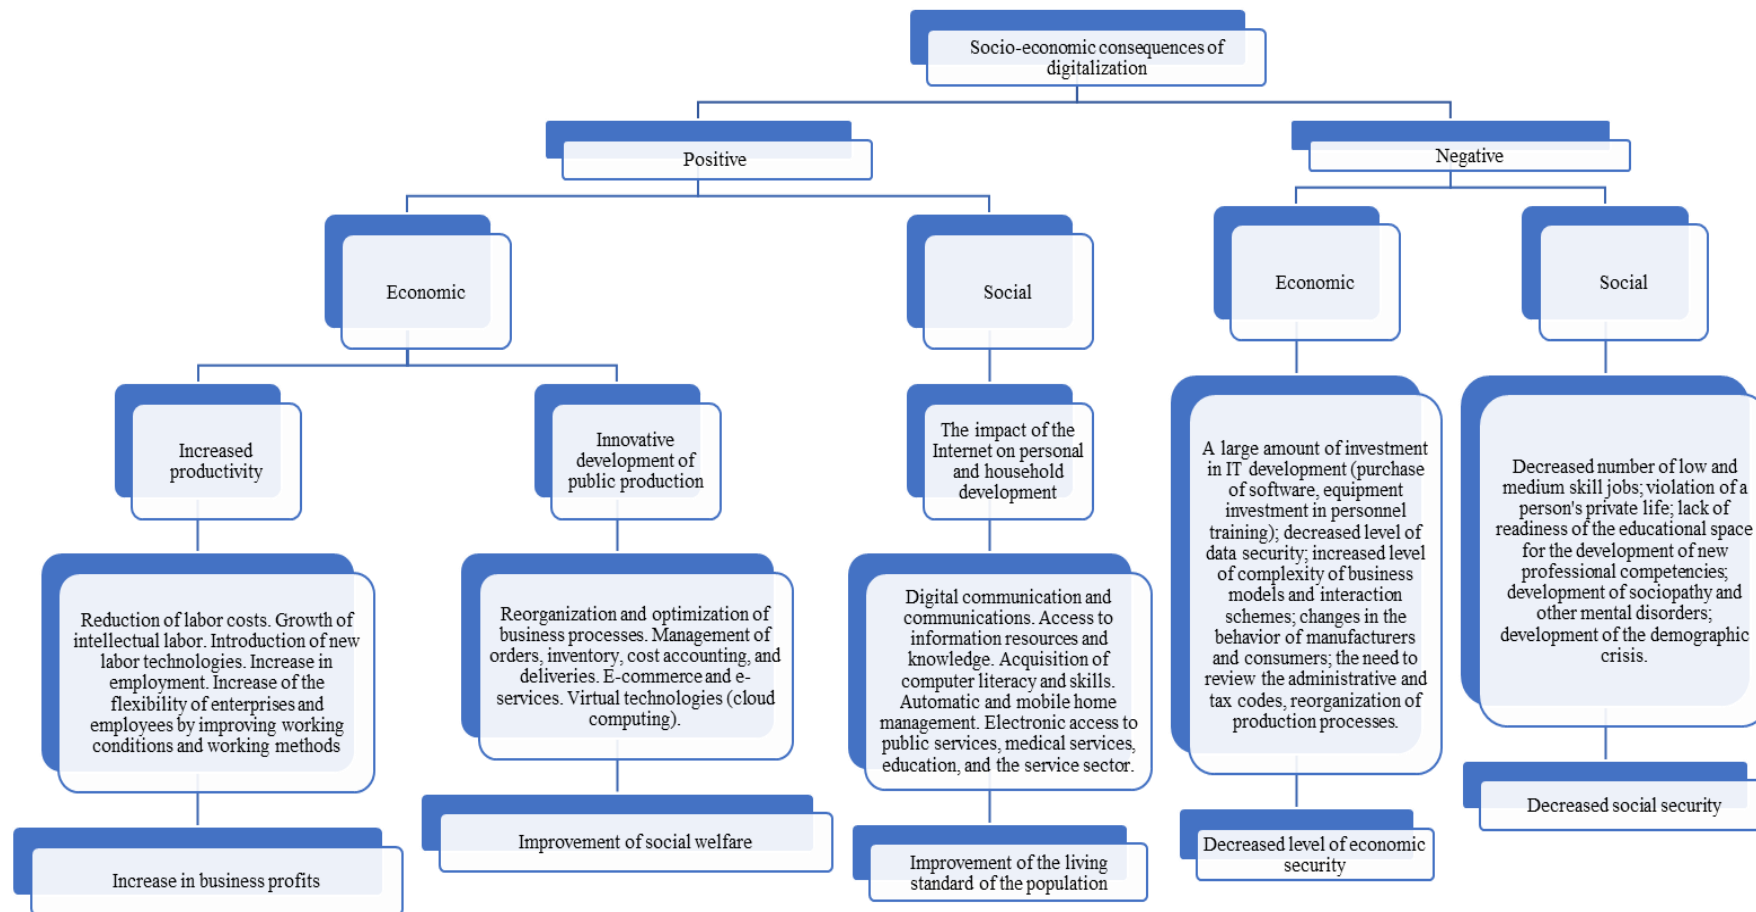 Socio-economic consequences of
digitalization
Positive
Negative
Economic
Social
Economic
Social
Increased
productivity
Innovative
development of
public production
The impact of the
Internet on personal
and household
development
A large amount of investment
in IT development (purchase
of software, equipment
investment in personnel
training); decreased level of
data security; increased level
of complexity of business
models and interaction
schemes; changes in the
behavior of manufacturers
and consumers; the need to
review the administrative and
tax codes, reorganization of
production processes.
Decreased number of low and
medium skill jobs; violation of a
person's private life; lack of
readiness of the educational space
for the development of new
professional competencies;
development of sociopathy and
other mental disorders;
development of the demographic
crisis.
Reduction of labor costs. Growth of
intellectual labor. Introduction of new
labor technologies. Increase in
employment. Increase of the
flexibility of enterprises and
employees by improving working
conditions and working methods
Reorganization and optimization of
business processes. Management of
orders, inventory, cost accounting, and
deliveries. E-commerce and e-
services. Virtual technologies (cloud
computing).
Digital communication and
communications. Access to
information resources and
knowledge. Acquisition of
computer literacy and skills.
Automatic and mobile home
management. Electronic access to
public services, medical services,
education, and the service sector.
Increase in business profits
Improvement of social welfare
Improvement of the living
standard of the population
Decreased level of economic
security
Decreased social security